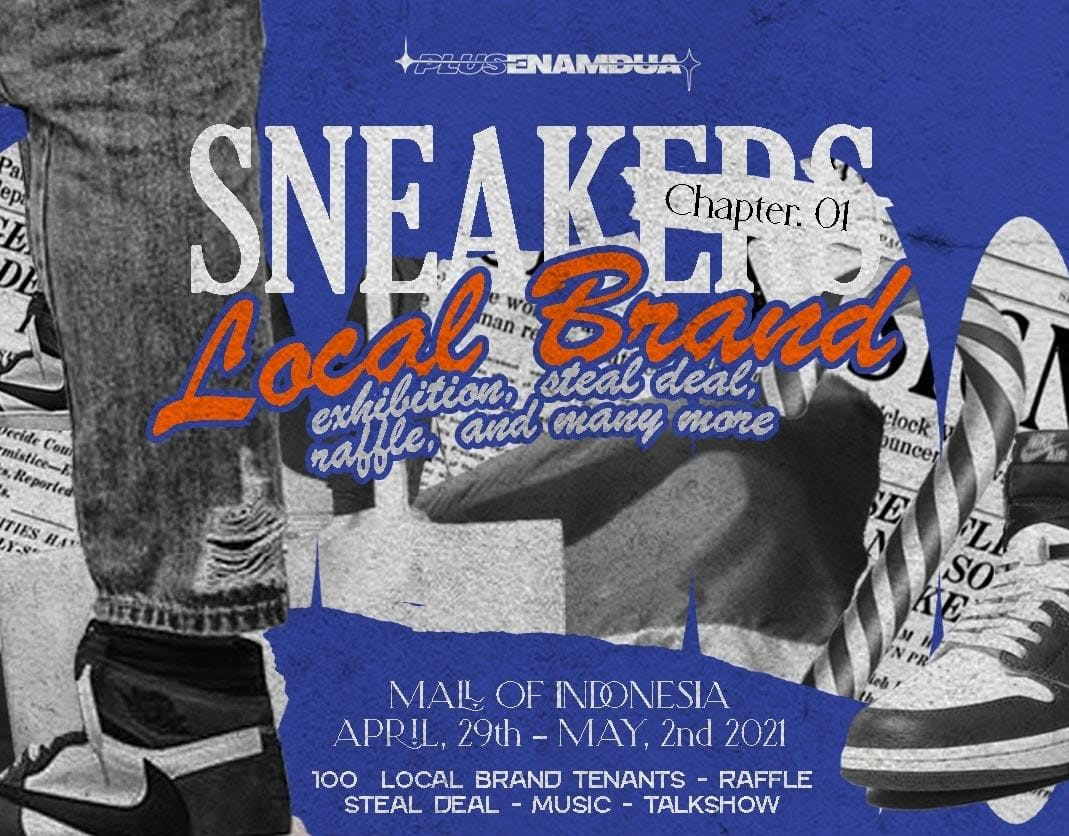 PLUSENAMDUA
SNEAKERS
Chapter. 01
Local Brand
exhibition, steal deal,
raffle, and many more
MALL OF INDONESIA
APRIL, 29th - MAY, 2nd 2021
100 LOCAL BRAND TENANTS - RAFFLE
STEAL DEAL - MUSIC - TALKSHOW